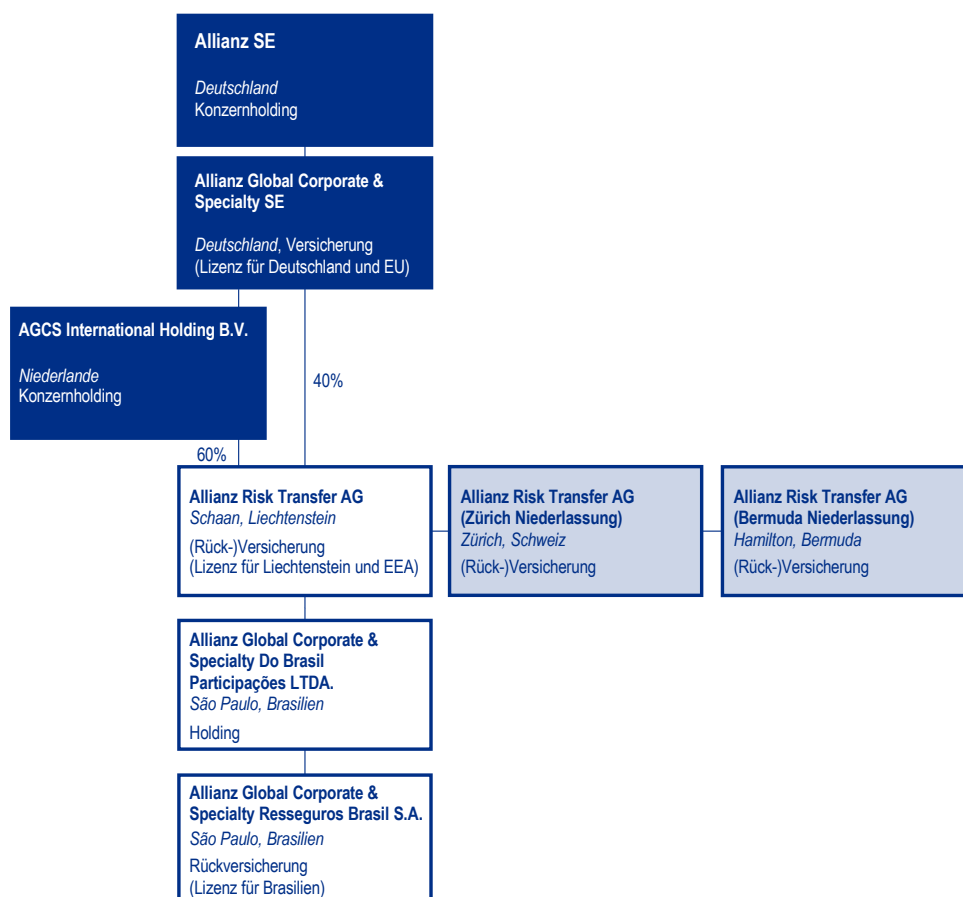 Allianz SE
Deutschland
Konzernholding
Allianz Global Corporate &
Specialty SE
Deutschland, Versicherung
(Lizenz für Deutschland und EU)
AGCS International Holding B.V.
Niederlande
Konzernholding
40%
60%
Allianz Risk Transfer AG
Schaan, Liechtenstein
(Rück-)Versicherung
(Lizenz für Liechtenstein und EEA)
Allianz Risk Transfer AG
(Zürich Niederlassung)
Zürich, Schweiz
(Rück-)Versicherung
Allianz Risk Transfer AG
(Bermuda Niederlassung)
Hamilton, Bermuda
(Rück-)Versicherung
Allianz Global Corporate &
Specialty Do Brasil
Participações LTDA.
São Paulo, Brasilien
Holding
Allianz Global Corporate &
Specialty Resseguros Brasil S.A.
São Paulo, Brasilien
Rückversicherung
(Lizenz für Brasilien)